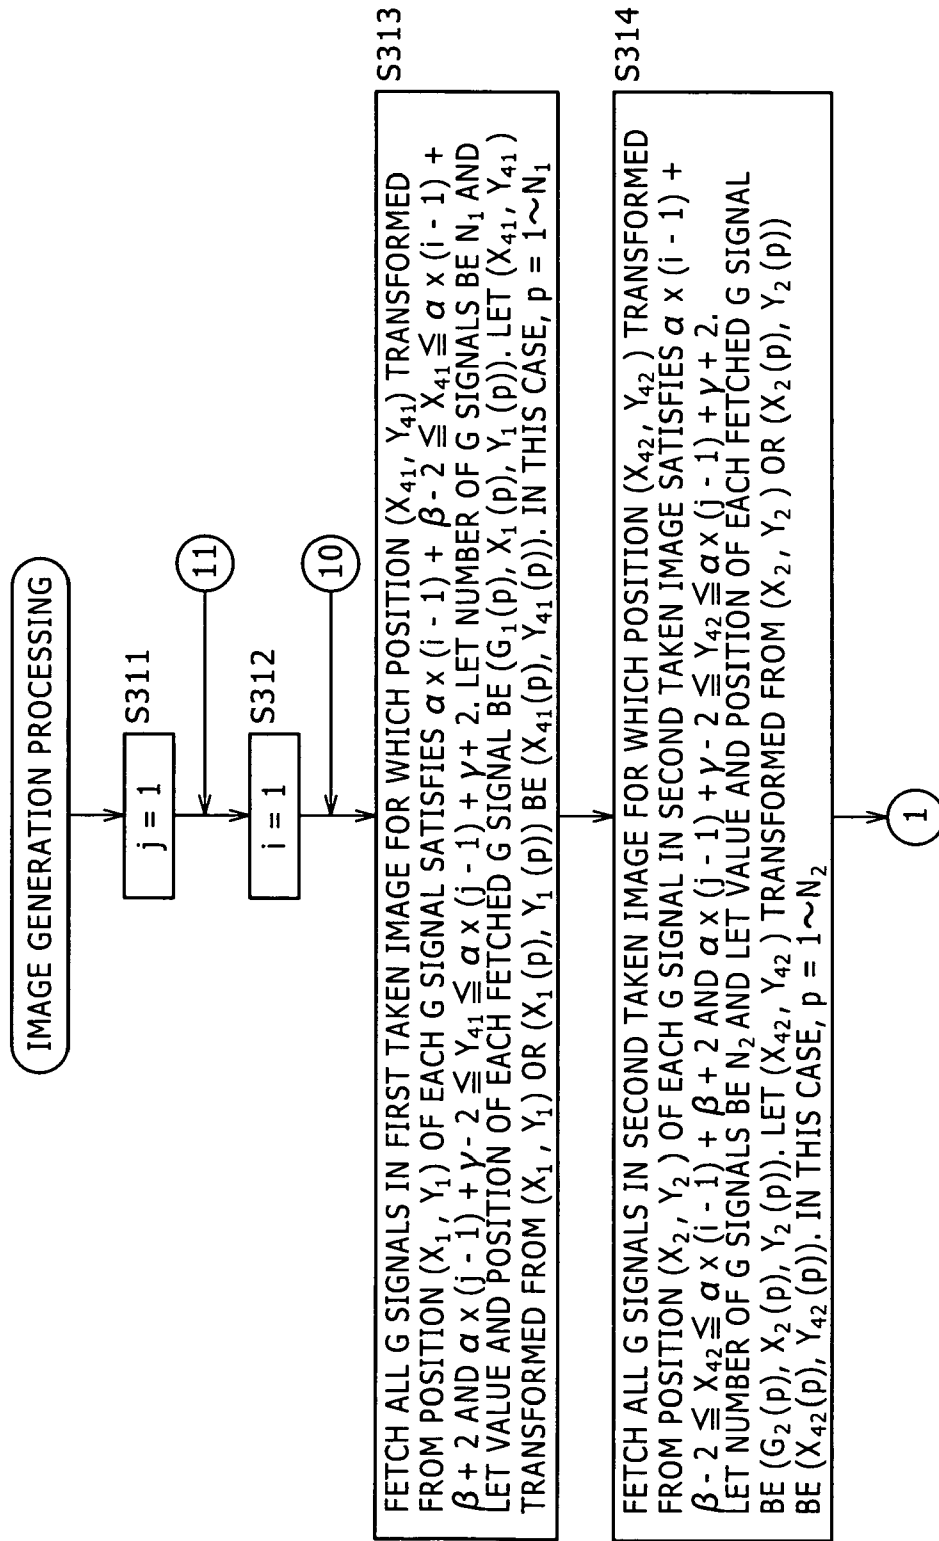 IMAGE GENERATION PROCESSING
S311
j = 1
11
S312
i = 1
10
S313
FETCH ALL G SIGNALS IN FIRST TAKEN IMAGE FOR WHICH POSITION (X₄₁, Y₄₁) TRANSFORMED
FROM POSITION (X₁, Y₁) OF EACH G SIGNAL SATISFIES α x (i - 1) + β - 2 ≦ X₄₁ ≦ α x (i - 1) +
β + 2 AND α x (j - 1) + γ - 2 ≦ Y₄₁ ≦ α x (j - 1) + γ + 2. LET NUMBER OF G SIGNALS BE N₁ AND
LET VALUE AND POSITION OF EACH FETCHED G SIGNAL BE (G₁(p), X₁(p), Y₁(p)). LET (X₄₁, Y₄₁)
TRANSFORMED FROM (X₁, Y₁) OR (X₁(p), Y₁(p)) BE (X₄₁(p), Y₄₁(p)). IN THIS CASE, p = 1~N₁
S314
FETCH ALL G SIGNALS IN SECOND TAKEN IMAGE FOR WHICH POSITION (X₄₂, Y₄₂) TRANSFORMED
FROM POSITION (X₂, Y₂) OF EACH G SIGNAL IN SECOND TAKEN IMAGE SATISFIES α x (i - 1) +
β - 2 ≦ X₄₂ ≦ α x (i - 1) + β + 2 AND α x (j - 1) + γ - 2 ≦ Y₄₂ ≦ α x (j - 1) + γ + 2.
LET NUMBER OF G SIGNALS BE N₂ AND LET VALUE AND POSITION OF EACH FETCHED G SIGNAL
BE (G₂(p), X₂(p), Y₂(p)). LET (X₄₂, Y₄₂) TRANSFORMED FROM (X₂, Y₂) OR (X₂(p), Y₂(p))
BE (X₄₂(p), Y₄₂(p)). IN THIS CASE, p = 1~N₂
1